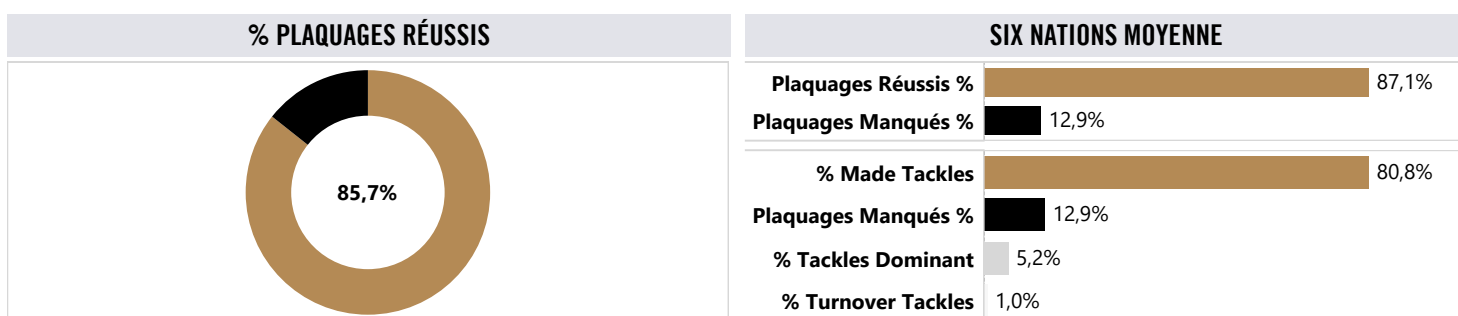 % PLAQUAGES RÉUSSIS
85,7%
SIX NATIONS MOYENNE
Plaquages Réussis % 87,1%
Plaquages Manqués % 12,9%
% Made Tackles 80,8%
Plaquages Manqués % 12,9%
% Tackles Dominant 5,2%
% Turnover Tackles 1,0%